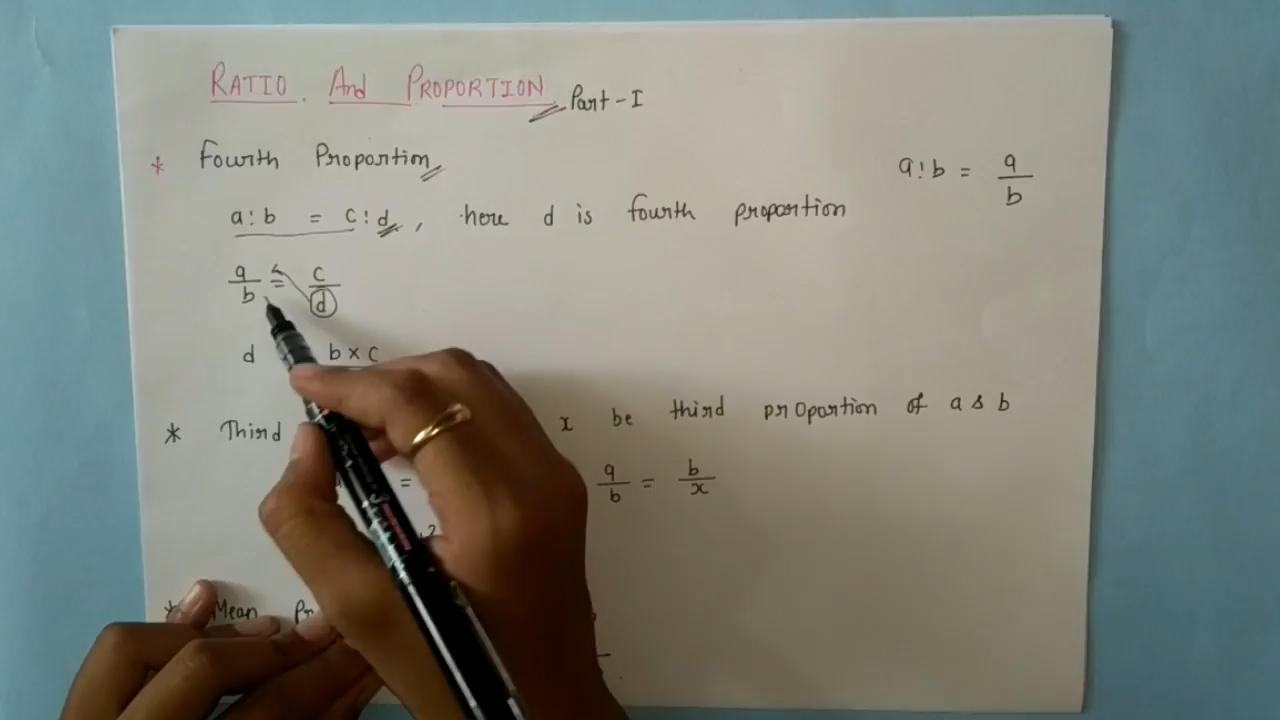 RATIO And PROPORTION Part-I
* Fourth Proportion
a:b = a/b
a:b = c:d, here d is fourth proportion
a/b = c/d
d b×c
* Third x be third proportion of a & b
= a/b = b/x
* Mean